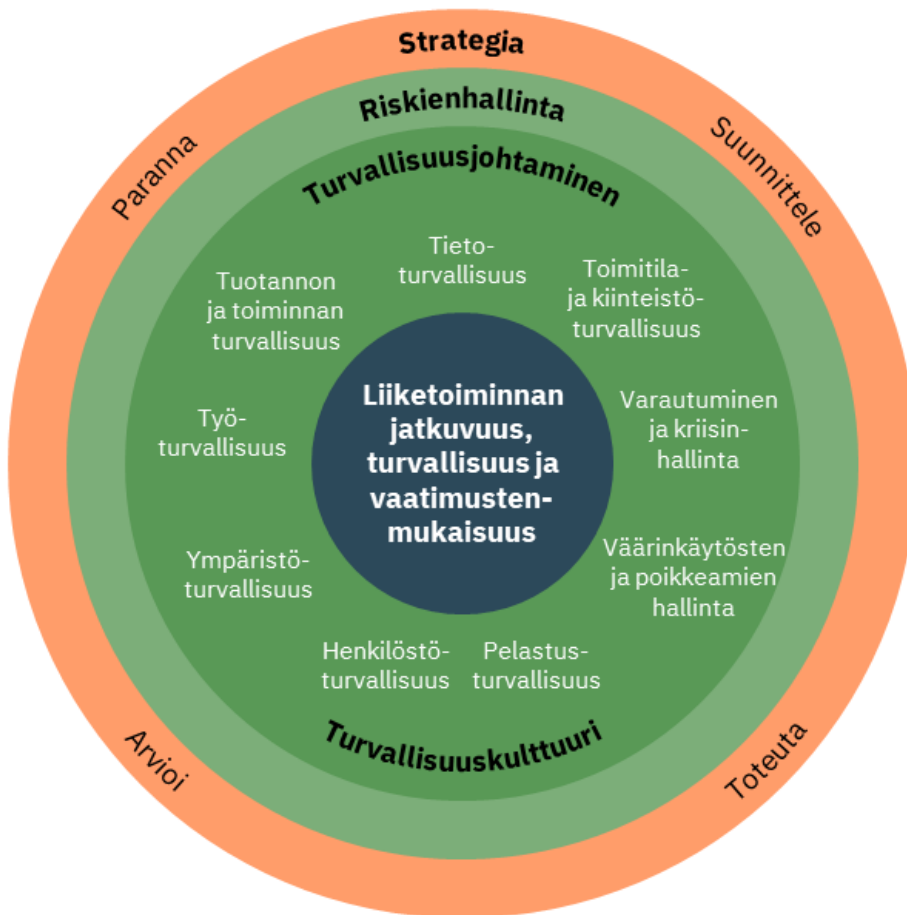 Strategia
Riskienhallinta
Turvallisuusjohtaminen
Paranna
Suunnittele
Tieto-
turvallisuus
Toimitila-
ja kiinteistö-
turvallisuus
Varautuminen
ja kriisin-
hallinta
Väärinkäytösten
ja poikkeamien
hallinta
Pelastus-
turvallisuus
Henkilöstö-
turvallisuus
Ympäristö-
turvallisuus
Työ-
turvallisuus
Tuotannon
ja toiminnan
turvallisuus
Liiketoiminnan
jatkuvuus,
turvallisuus ja
vaatimusten-
mukaisuus
Turvallisuuskulttuuri
Toteuta
Arvioi